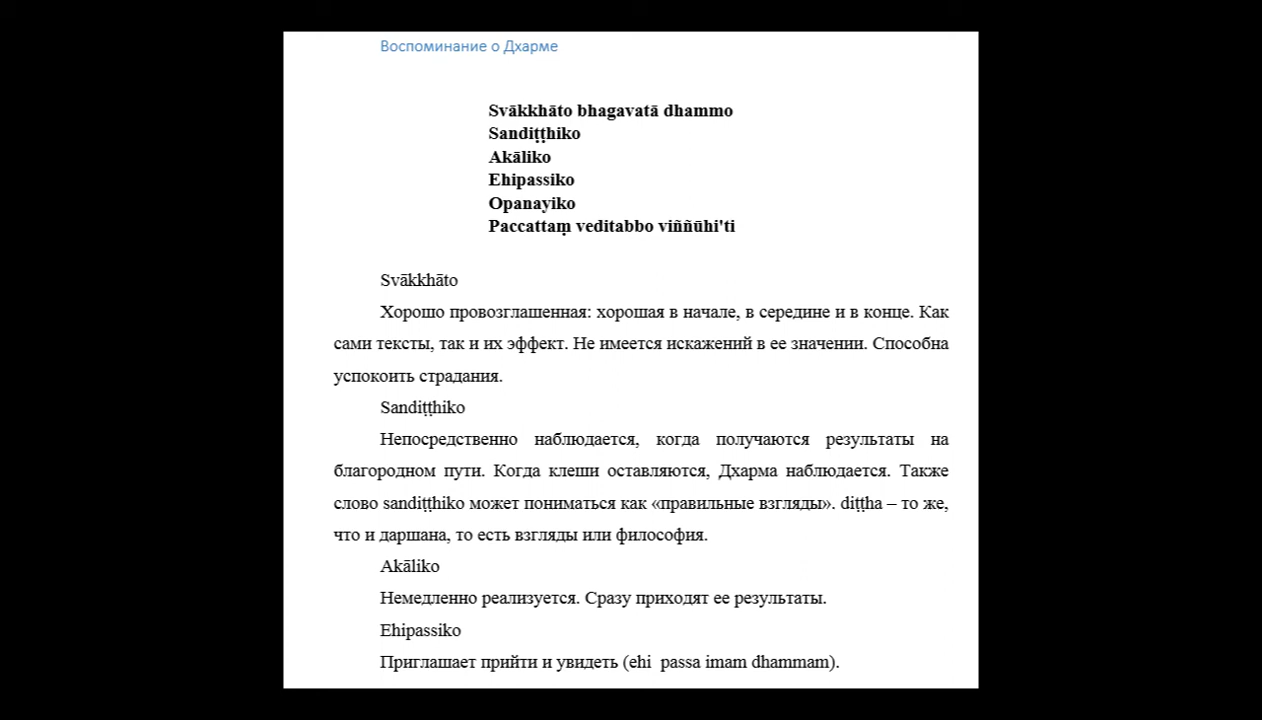 Воспоминание о Дхарме
Svākkhāto bhagavatā dhammo
Sandiṭṭhiko
Akāliko
Ehipassiko
Opanayiko
Paccattaṃ veditabbo viññūhi'ti
Svākkhāto
Хорошо провозглашенная: хорошая в начале, в середине и в конце. Как
сами тексты, так и их эффект. Не имеется искажений в ее значении. Способна
успокоить страдания.
Sandiṭṭhiko
Непосредственно наблюдается, когда получаются результаты на
благородном пути. Когда клеши оставляются, Дхарма наблюдается. Также
слово sandiṭṭhiko может пониматься как «правильные взгляды». diṭṭha – то же,
что и даршана, то есть взгляды или философия.
Akāliko
Немедленно реализуется. Сразу приходят ее результаты.
Ehipassiko
Приглашает прийти и увидеть (ehi  passa imam dhammam).